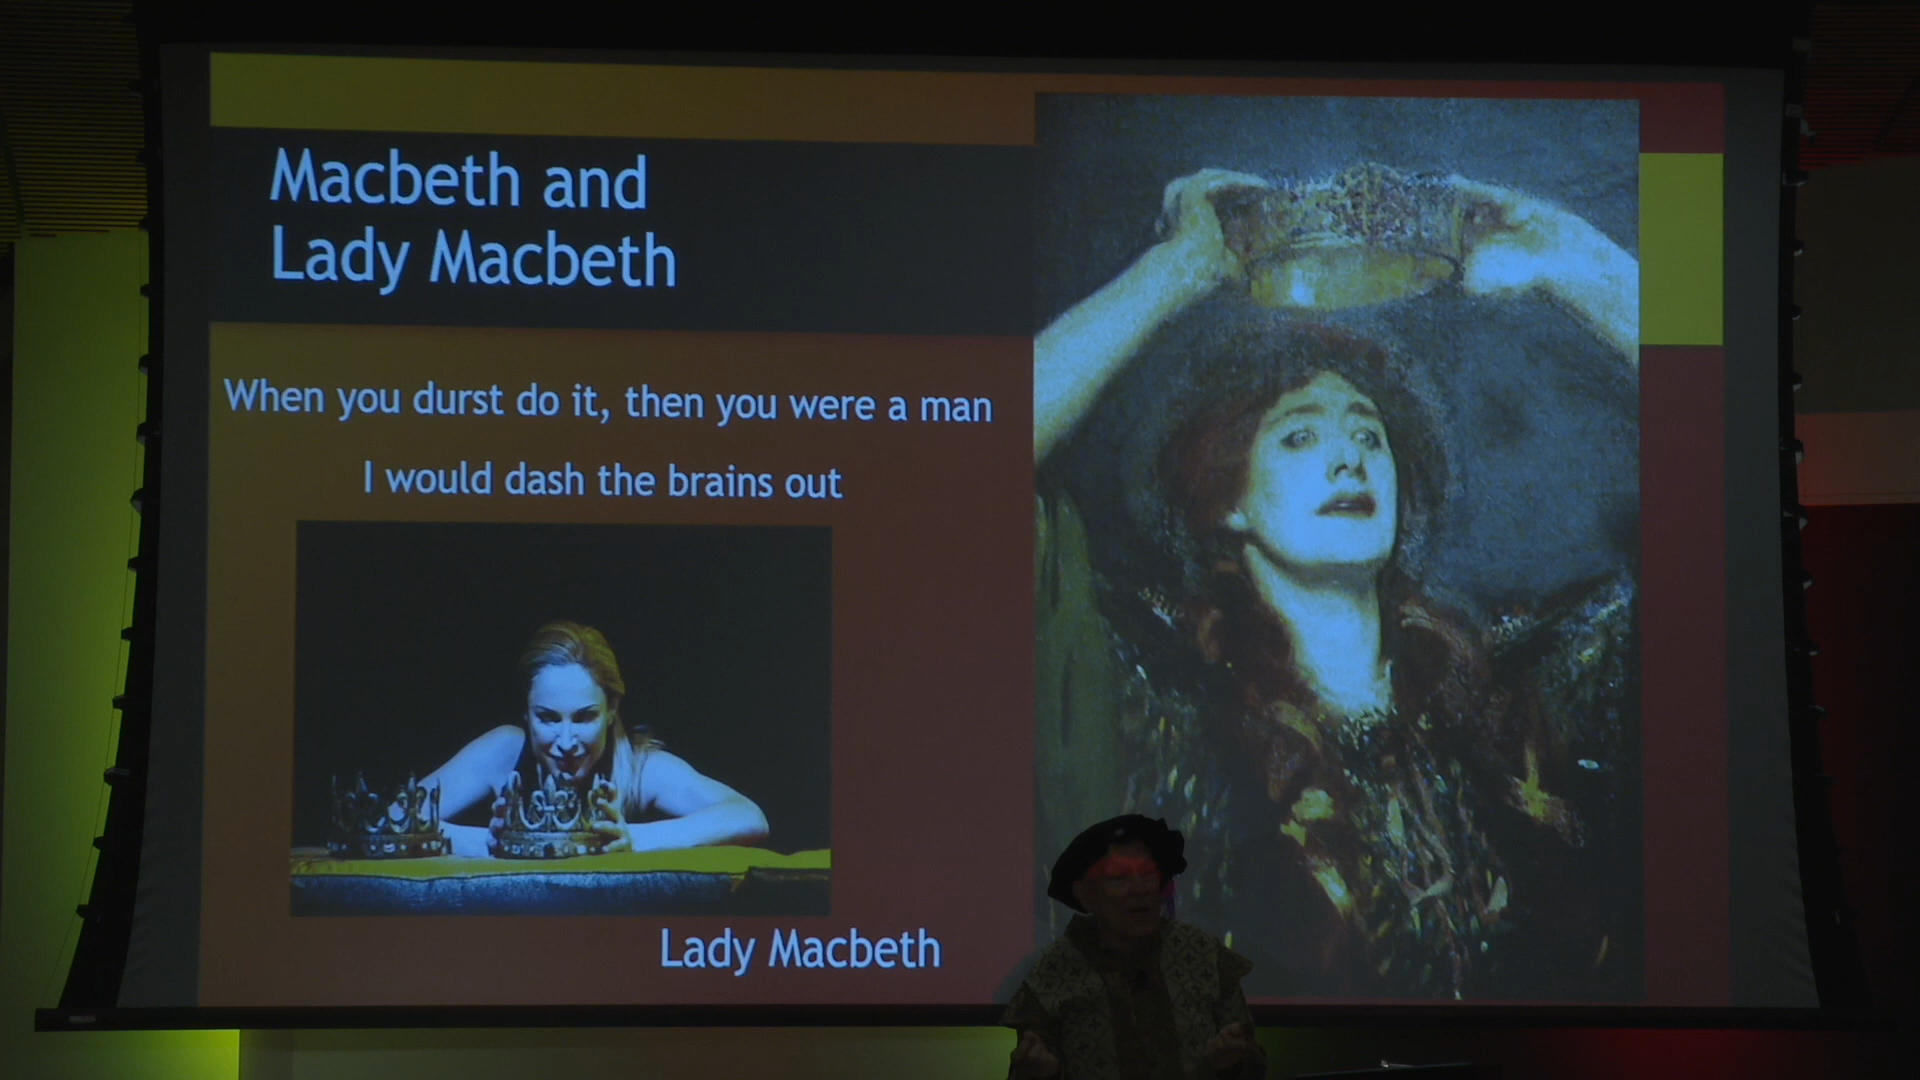 Macbeth and
Lady Macbeth
When you durst do it, then you were a man
I would dash the brains out
Lady Macbeth